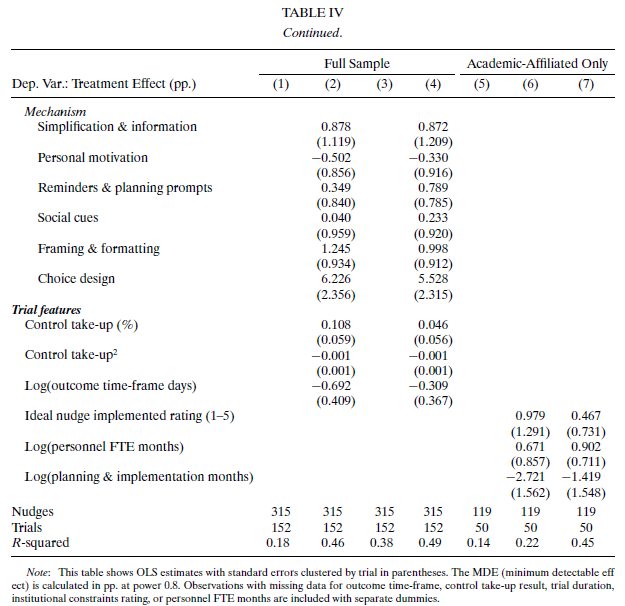 TABLE IV
Continued.
Full Sample Academic-Affiliated Only
Dep. Var.: Treatment Effect (pp.) (1) (2) (3) (4) (5) (6) (7)
Mechanism
Simplification & information 0.878 0.872
(1.119) (1.209)
Personal motivation −0.502 −0.330
(0.856) (0.916)
Reminders & planning prompts 0.349 0.789
(0.840) (0.785)
Social cues 0.040 0.233
(0.959) (0.920)
Framing & formatting 1.245 0.998
(0.934) (0.912)
Choice design 6.226 5.528
(2.356) (2.315)
Trial features
Control take-up (%) 0.108 0.046
(0.059) (0.056)
Control take-up² −0.001 −0.001
(0.001) (0.001)
Log(outcome time-frame days) −0.692 −0.309
(0.409) (0.367)
Ideal nudge implemented rating (1–5) 0.979 0.467
(1.291) (0.731)
Log(personnel FTE months) 0.671 0.902
(0.857) (0.711)
Log(planning & implementation months) −2.721 −1.419
(1.562) (1.548)
Nudges 315 315 315 315 119 119 119
Trials 152 152 152 152 50 50 50
R-squared 0.18 0.46 0.38 0.49 0.14 0.22 0.45
Note: This table shows OLS estimates with standard errors clustered by trial in parentheses. The MDE (minimum detectable eff
ect) is calculated in pp. at power 0.8. Observations with missing data for outcome time-frame, control take-up result, trial duration,
institutional constraints rating, or personnel FTE months are included with separate dummies.